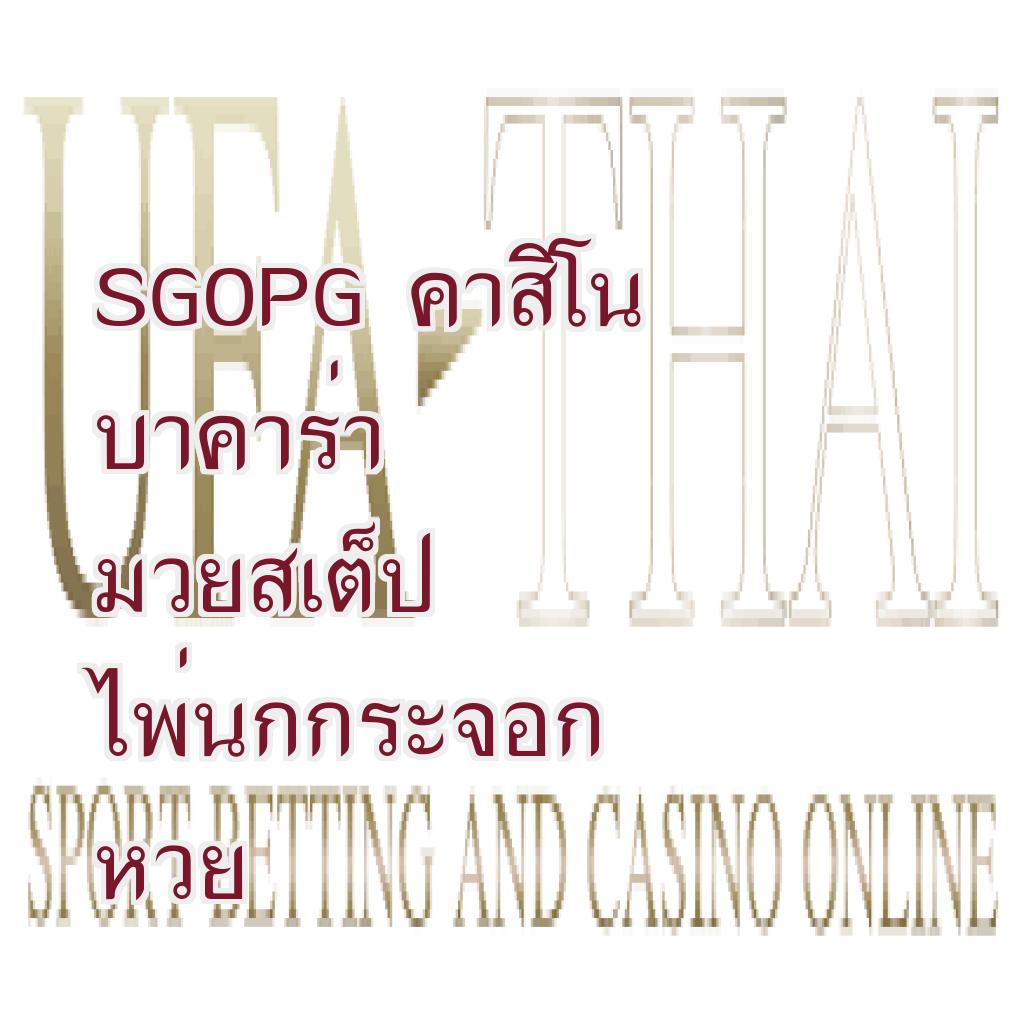 UFA THAI
SGOPG คาสิโน
บาคาร่า
มวยสเต็ป
ไพ่นกกระจอก
SPORT BETTING AND CASINO ONLINE
หวย